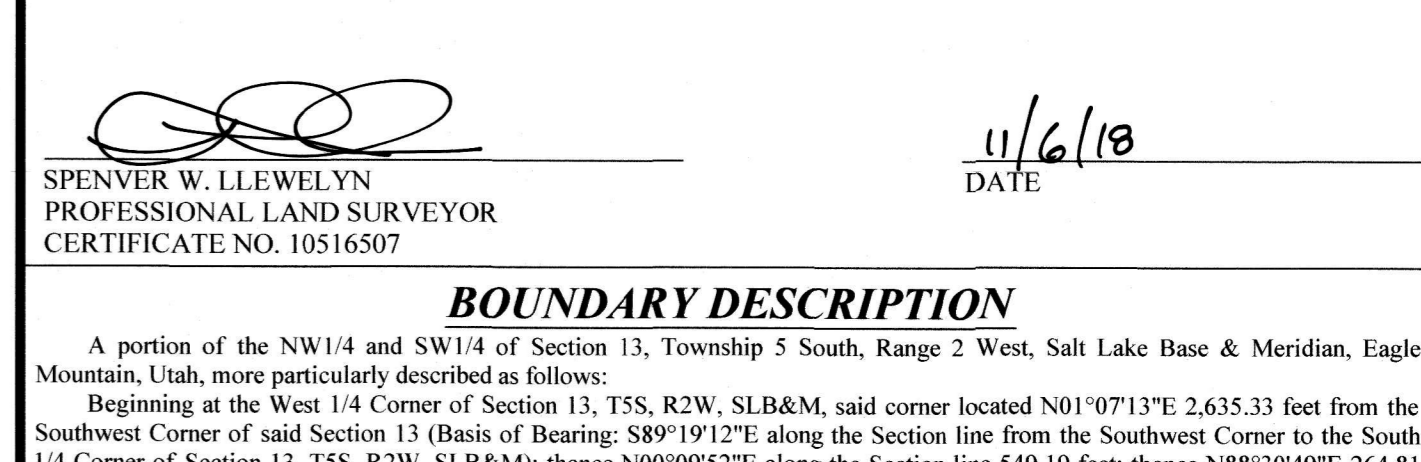 11/6/18
SPENVER W. LLEWELYN
DATE
PROFESSIONAL LAND SURVEYOR
CERTIFICATE NO. 10516507
BOUNDARY DESCRIPTION
A portion of the NW1/4 and SW1/4 of Section 13, Township 5 South, Range 2 West, Salt Lake Base & Meridian, Eagle
Mountain, Utah, more particularly described as follows:
Beginning at the West 1/4 Corner of Section 13, T5S, R2W, SLB&M, said corner located N01°07'13"E 2,635.33 feet from the
Southwest Corner of said Section 13 (Basis of Bearing: S89°19'12"E along the Section line from the Southwest Corner to the South
1/4 Corner of Section 13, T5S, R2W, SLB&M); thence N00°09'52"E along the Section line 549.19 feet; thence